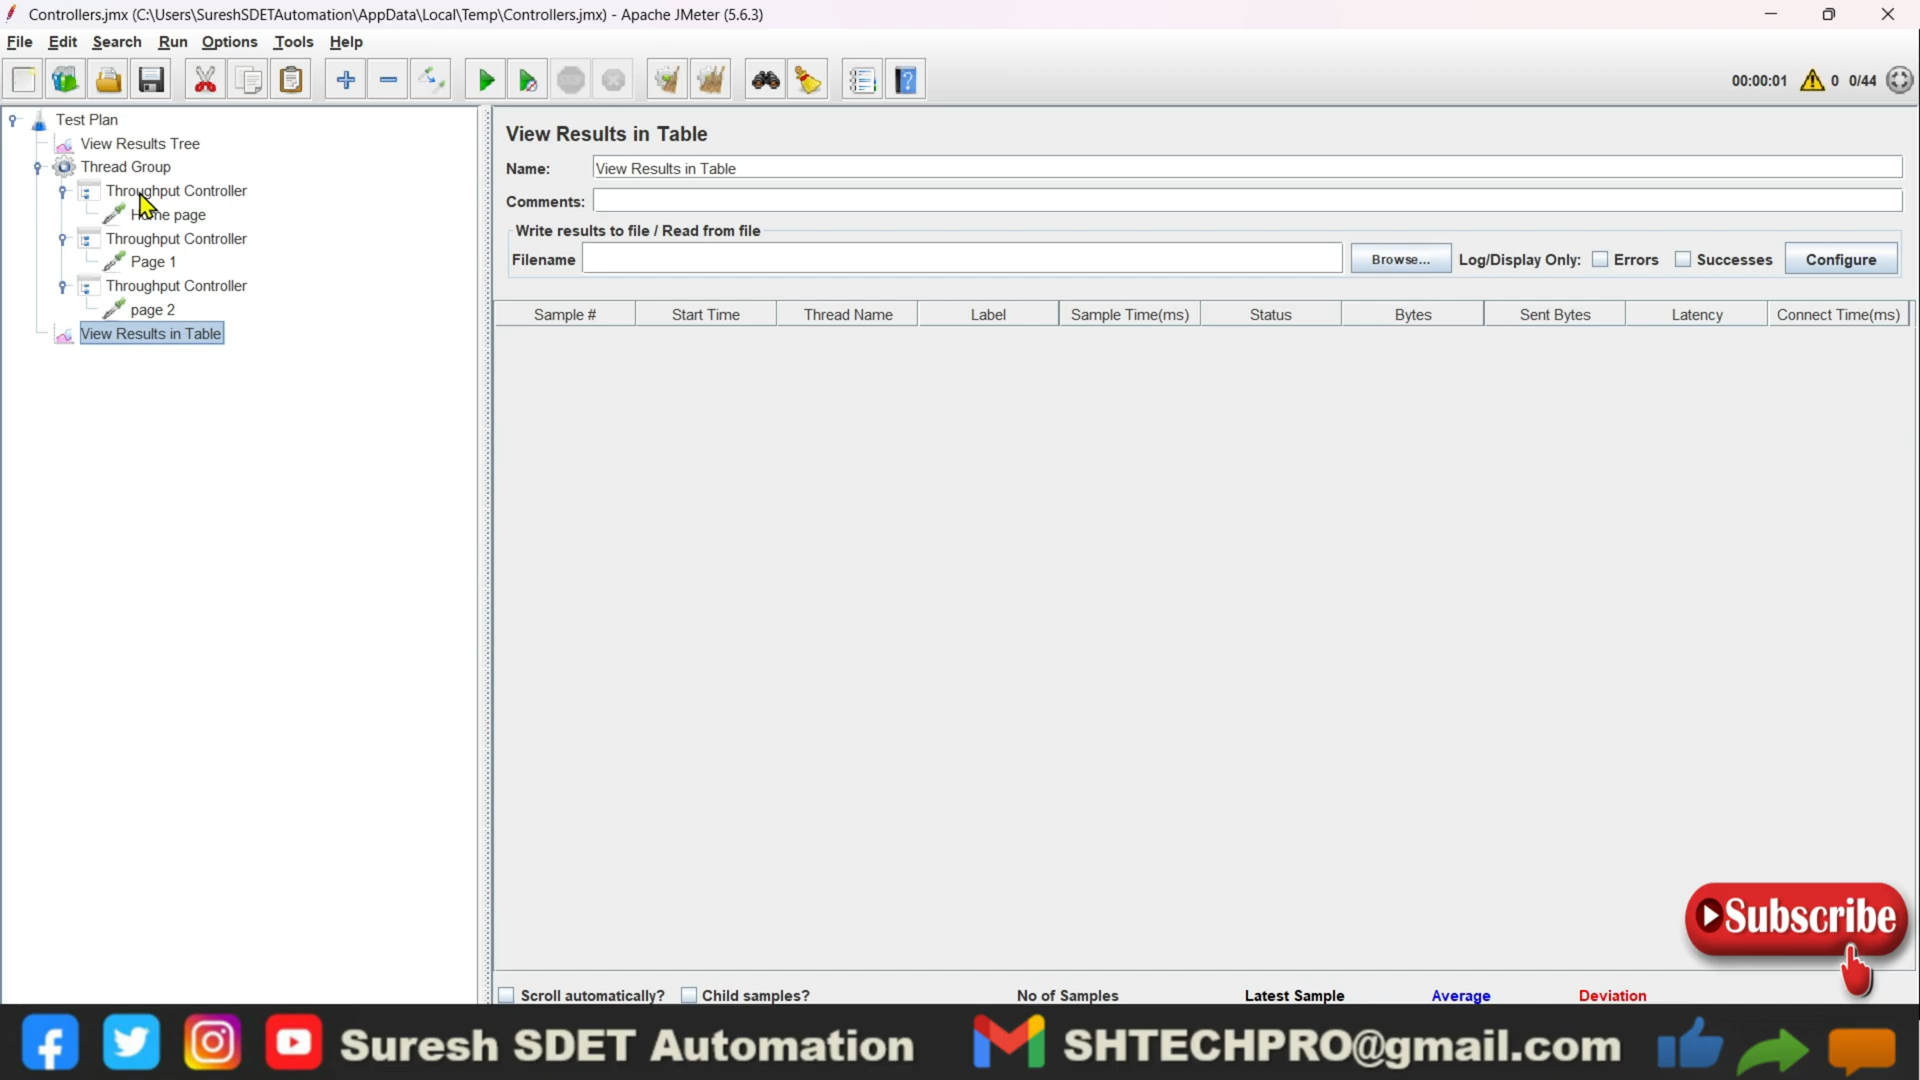 Controllers.jmx (C:\Users\SureshSDETAutomation\AppData\Local\Temp\Controllers.jmx) - Apache JMeter (5.6.3)
File Edit Search Run Options Tools Help
00:00:01 0 0/44
Test Plan
View Results Tree
Thread Group
Throughput Controller
Home page
Throughput Controller
Page 1
Throughput Controller
page 2
View Results in Table
View Results in Table
Name: View Results in Table
Comments:
Write results to file / Read from file
Filename Browse... Log/Display Only: Errors Successes Configure
Sample # Start Time Thread Name Label Sample Time(ms) Status Bytes Sent Bytes Latency Connect Time(ms)
Subscribe
Scroll automatically? Child samples? No of Samples Latest Sample Average Deviation
Suresh SDET Automation SHTECHPRO@gmail.com